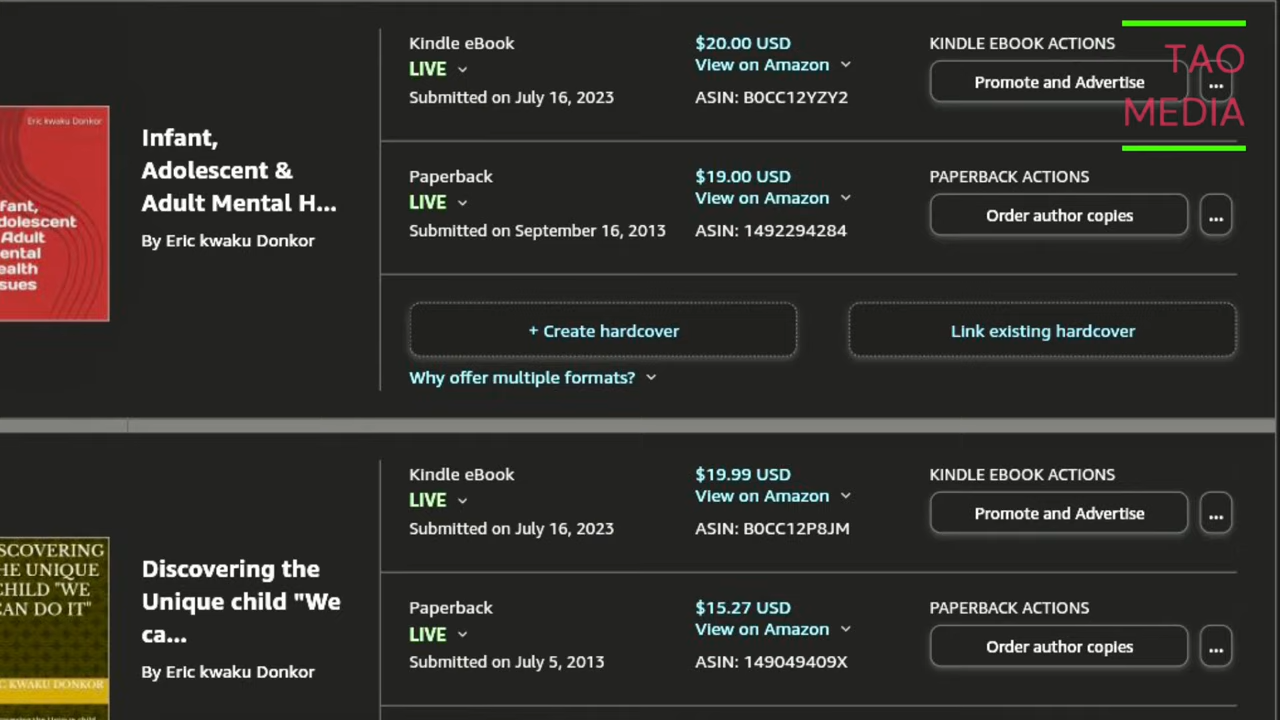 Kindle eBook
LIVE
Submitted on July 16, 2023
$20.00 USD
View on Amazon
ASIN: B0CC12YZY2
KINDLE EBOOK ACTIONS
Promote and Advertise
...
TAO
MEDIA
Eric kwaku Donkor
Infant,
Adolescent &
Adult Mental H...
By Eric kwaku Donkor
fant,
dolescent
Adult
ental
ealth
sues
Paperback
LIVE
Submitted on September 16, 2013
$19.00 USD
View on Amazon
ASIN: 1492294284
PAPERBACK ACTIONS
Order author copies
...
+ Create hardcover
Link existing hardcover
Why offer multiple formats?
Kindle eBook
LIVE
Submitted on July 16, 2023
$19.99 USD
View on Amazon
ASIN: B0CC12P8JM
KINDLE EBOOK ACTIONS
Promote and Advertise
...
SCOVERING
HE UNIQUE
CHILD "WE
AN DO IT"
C KWAKU DONKOR
Discovering the
Unique child "We
ca...
By Eric kwaku Donkor
Paperback
LIVE
Submitted on July 5, 2013
$15.27 USD
View on Amazon
ASIN: 149049409X
PAPERBACK ACTIONS
Order author copies
...